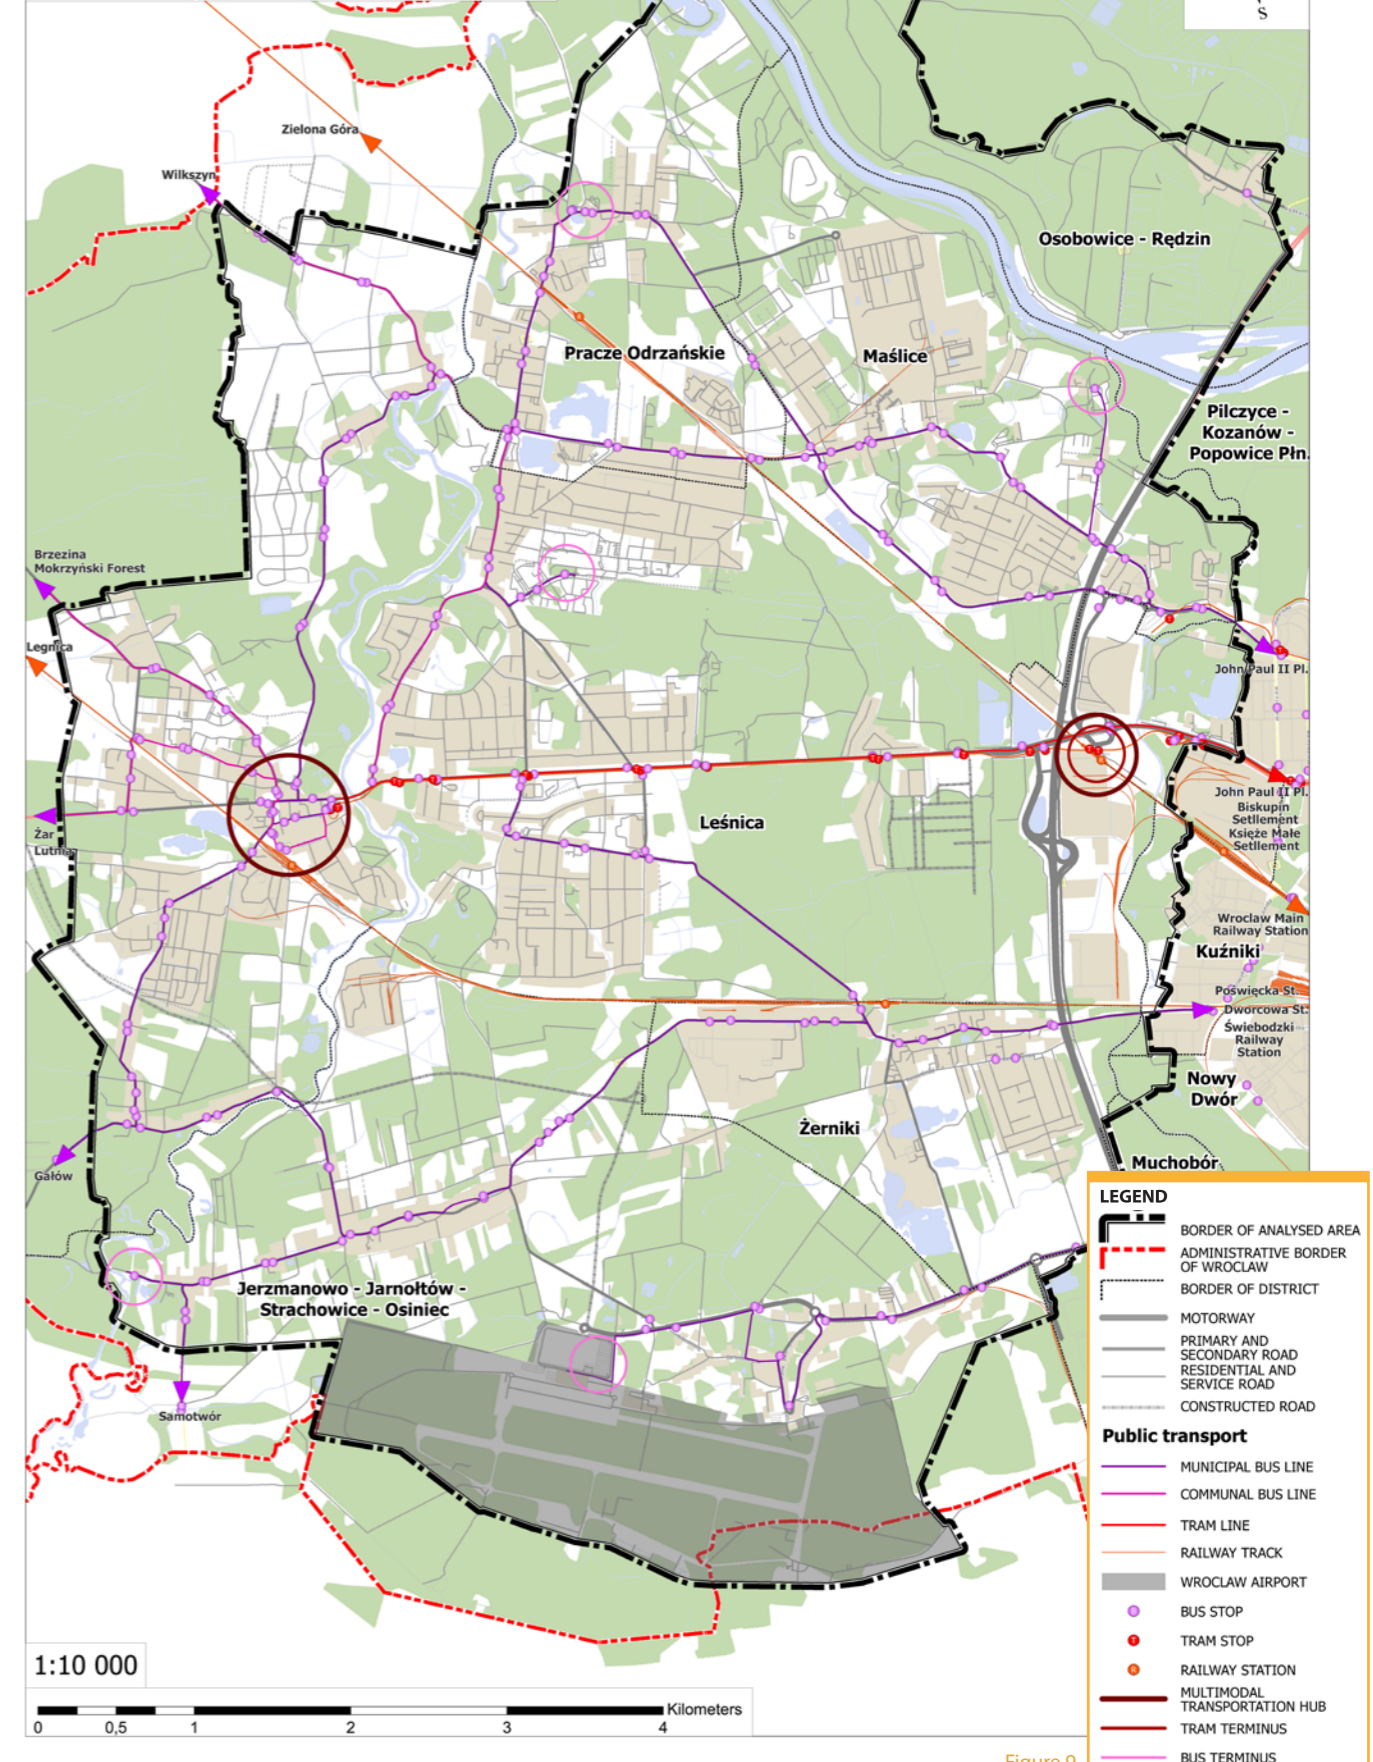 S
Zielona Góra
Wilkszyn
Osobowice - Rędzin
Pracze Odrzańskie
Maślice
Pilczyce -
Kozanów -
Popowice Płn.
Brzezina
Mokrzyński Forest
Legnica
John Paul II Pl.
John Paul II Pl.
Biskupin
Setllement
Księże Małe
Setllement
Leśnica
Żar
Lutnia
Wroclaw Main
Railway Station
Kuźniki
Poświęcka St.
Dworcowa St.
Świebodzki
Railway
Station
Nowy
Dwór
Żerniki
Muchobór
Gałów
Jerzmanowo - Jarnołtów -
Strachowice - Osiniec
Samotwór
LEGEND
BORDER OF ANALYSED AREA
ADMINISTRATIVE BORDER
OF WROCLAW
BORDER OF DISTRICT
MOTORWAY
PRIMARY AND
SECONDARY ROAD
RESIDENTIAL AND
SERVICE ROAD
CONSTRUCTED ROAD
Public transport
MUNICIPAL BUS LINE
COMMUNAL BUS LINE
TRAM LINE
RAILWAY TRACK
WROCLAW AIRPORT
BUS STOP
T TRAM STOP
R RAILWAY STATION
MULTIMODAL
TRANSPORTATION HUB
TRAM TERMINUS
BUS TERMINUS
1:10 000
Kilometers
0 0,5 1 2 3 4
Figure 9